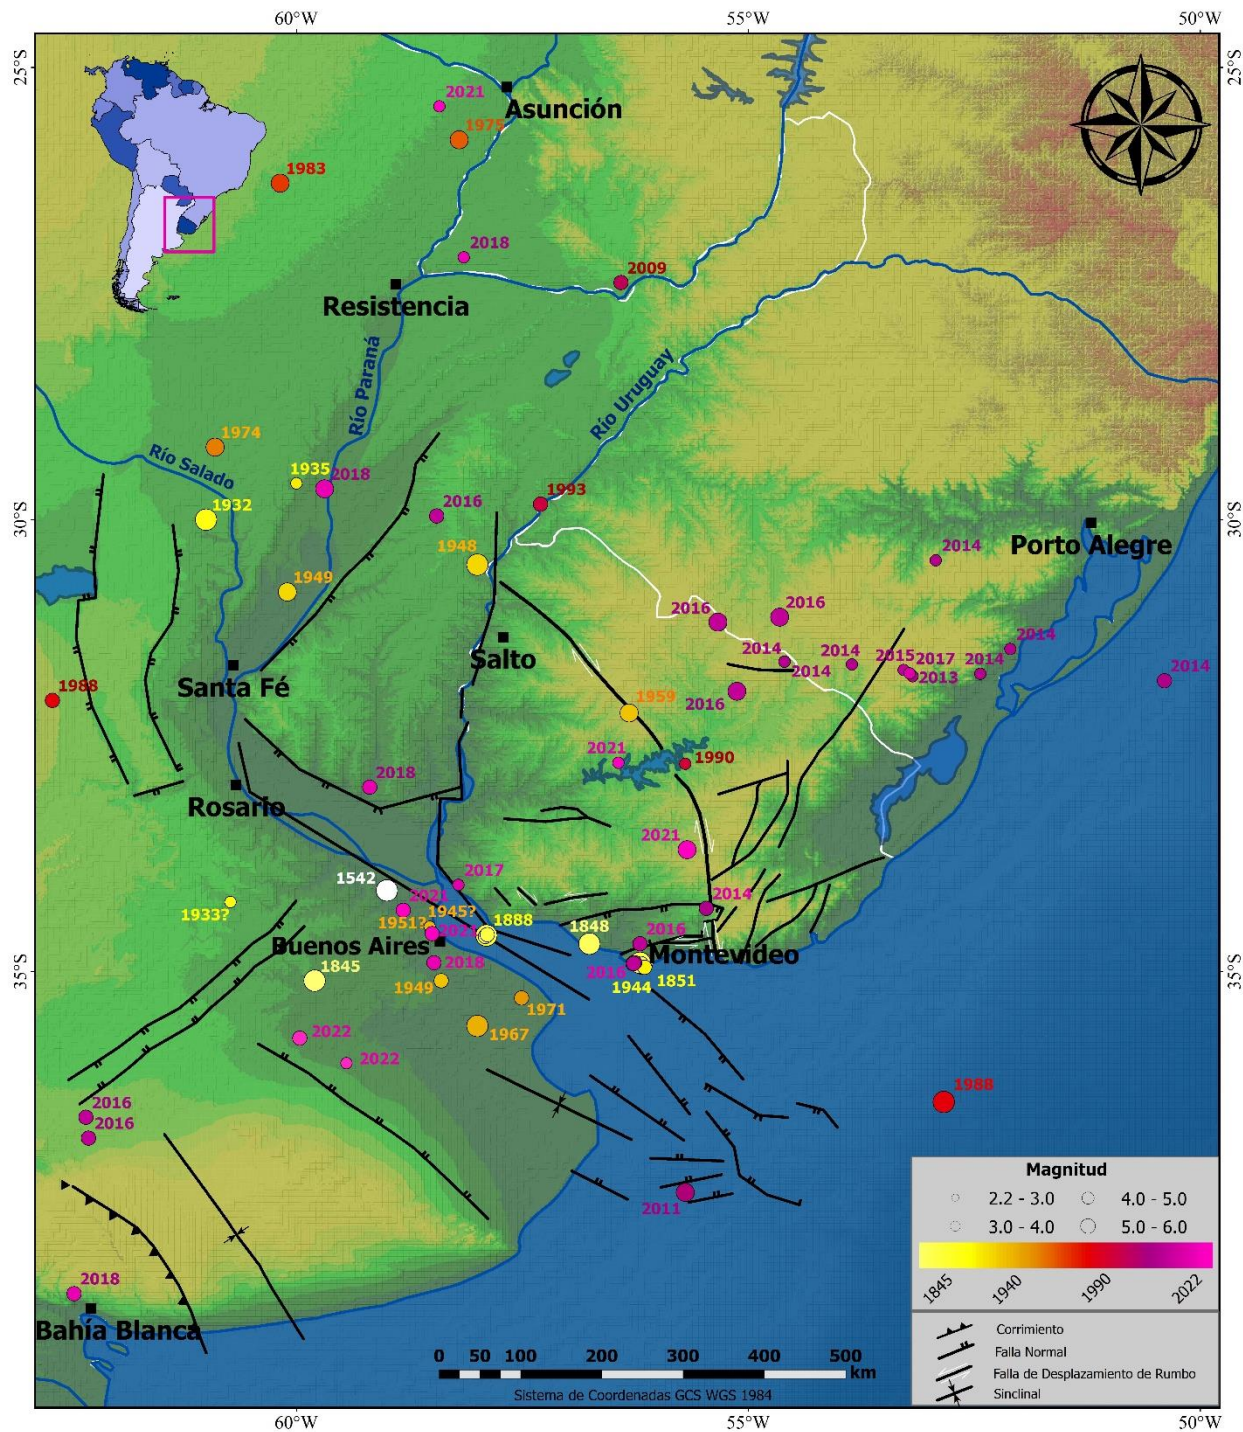 60°W
55°W
50°W
25°S
25°S
2021
Asunción
1975
1983
2018
2009
Resistencia
Río Paraná
Río Uruguay
1974
Río Salado
1935
2018
1932
2016
1993
30°S
30°S
1948
Porto Alegre
2014
1949
2016
2016
Salto
2014
2014
2014
2014
2015
2017
2014
2013
2014
Santa Fé
1988
2016
1959
2021
1990
2018
Rosario
2021
1542
2017
1933?
2021
1951?
1945?
1888
2014
1848
2016
2021
Buenos Aires
Montevideo
2018
2016
1944
1851
35°S
35°S
1845
1949
1971
1967
2022
2022
1988
2016
2016
2011
2018
Bahía Blanca
Magnitud
2.2 - 3.0
4.0 - 5.0
3.0 - 4.0
5.0 - 6.0
1845
1940
1990
2022
Corrimiento
Falla Normal
Falla de Desplazamiento de Rumbo
Sinclinal
0 50 100 200 300 400 500
km
Sistema de Coordenadas GCS WGS 1984
60°W
55°W
50°W